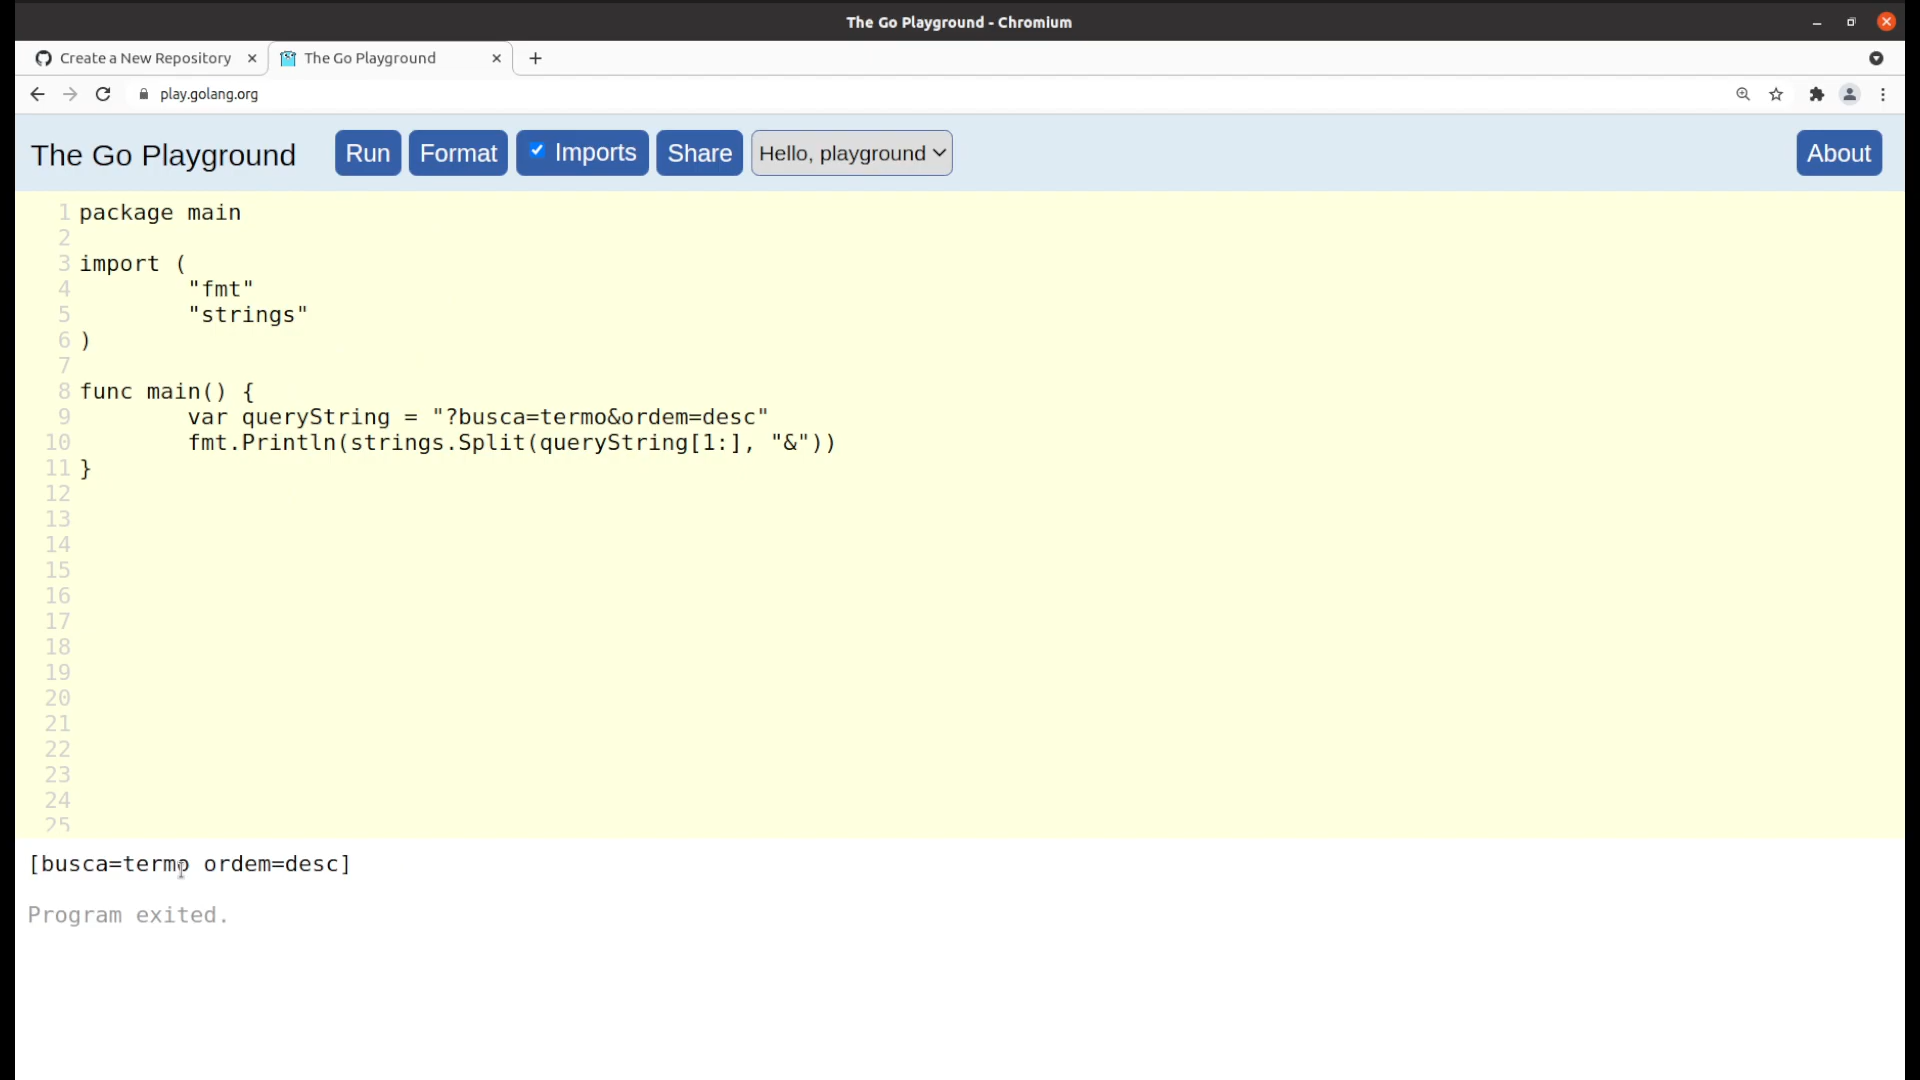 The Go Playground - Chromium
Create a New Repository
The Go Playground
play.golang.org
The Go Playground
Run
Format
Imports
Share
Hello, playground
About
1 package main
2
3 import (
4 "fmt"
5 "strings"
6 )
7
8 func main() {
9 var queryString = "?busca=termo&ordem=desc"
10 fmt.Println(strings.Split(queryString[1:], "&"))
11 }
12
13
14
15
16
17
18
19
20
21
22
23
24
25
[busca=termo ordem=desc]
Program exited.